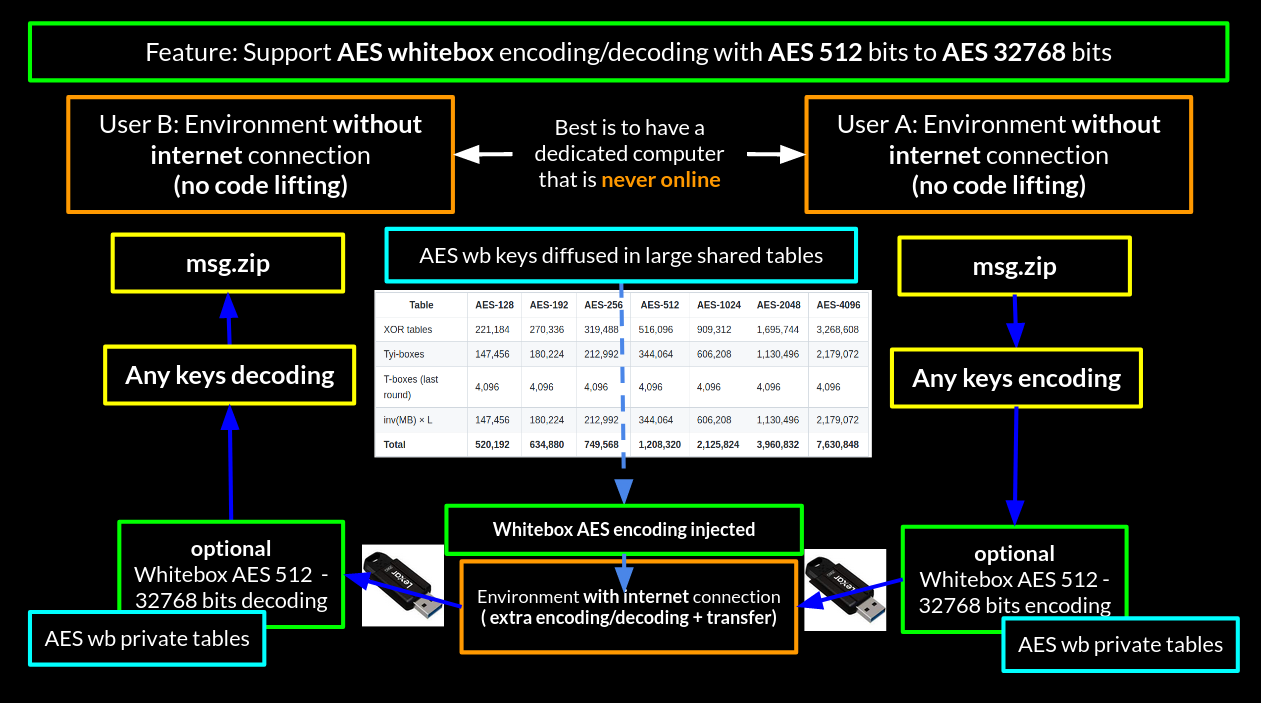 Feature: Support AES whitebox encoding/decoding with AES 512 bits to AES 32768 bits
User B: Environment without
internet connection
(no code lifting)
Best is to have a
dedicated computer
that is never online
User A: Environment without
internet connection
(no code lifting)
msg.zip
AES wb keys diffused in large shared tables
msg.zip
Table AES-128 AES-192 AES-256 AES-512 AES-1024 AES-2048 AES-4096
XOR tables 221,184 270,336 319,488 516,096 909,312 1,695,744 3,268,608
Tyi-boxes 147,456 180,224 212,992 344,064 606,208 1,130,496 2,179,072
T-boxes (last
round) 4,096 4,096 4,096 4,096 4,096 4,096 4,096
inv(MB) × L 147,456 180,224 212,992 344,064 606,208 1,130,496 2,179,072
Total 520,192 634,880 749,568 1,208,320 2,125,824 3,960,832 7,630,848
Any keys decoding
Any keys encoding
Whitebox AES encoding injected
optional
Whitebox AES 512 -
32768 bits decoding
AES wb private tables
Lexar
Environment with internet connection
( extra encoding/decoding + transfer)
Lexar
optional
Whitebox AES 512 -
32768 bits encoding
AES wb private tables